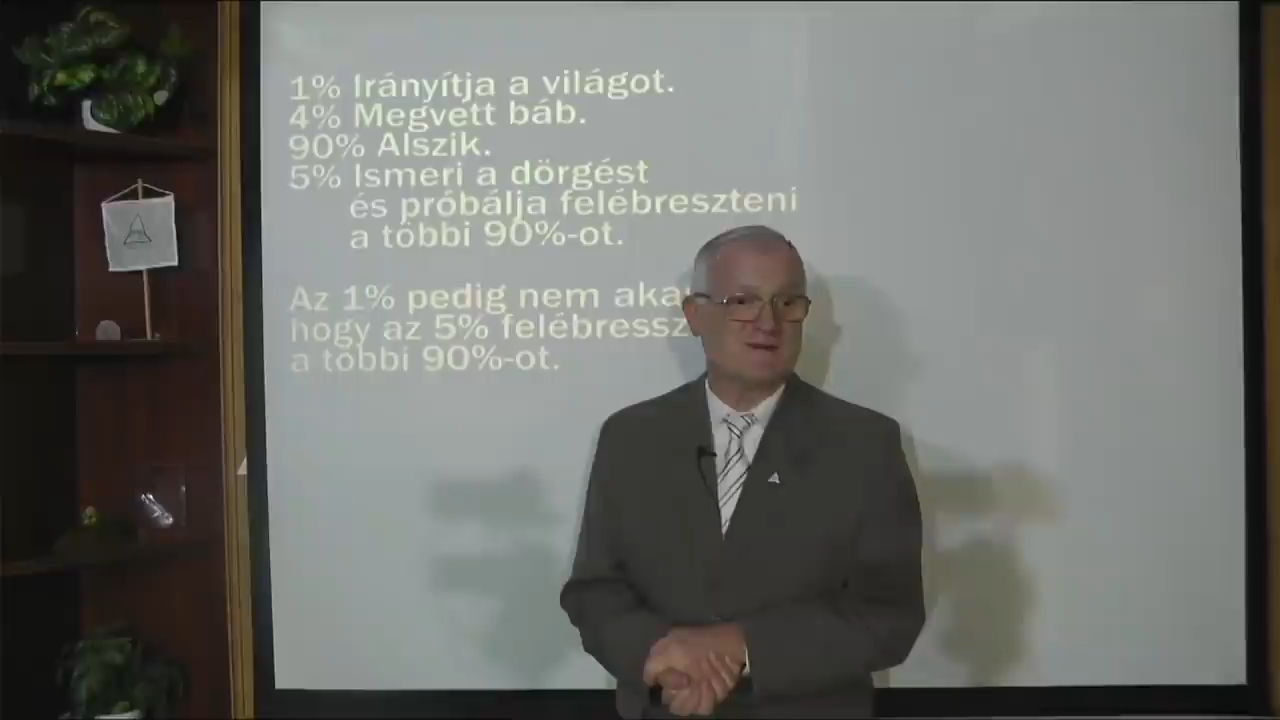 1% Irányítja a világot.
4% Megvett báb.
90% Alszik.
5% Ismeri a dörgést
és próbálja felébreszteni
a többi 90%-ot.
Az 1% pedig nem
hogy az 5%
a többi 90%-ot.